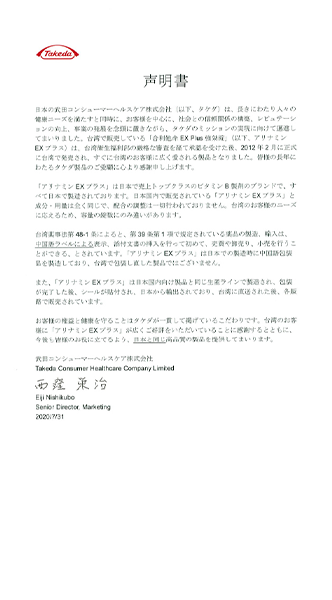 Takeda
声明書
日本の武田コンシューマーヘルスケア株式会社（以下、タケダ）は、長きにわたり人々の
健康ニーズを満たすと同時に、お客様を中心に、社会との信頼関係の構築、レピュテーシ
ョンの向上、事業の発展を念頭に置きながら、タケダのミッションの実現に向けて邁進し
てまいりました。台湾で販売している「合利他命 EX Plus 強效錠」（以下、アリナミン
EX プラス）は、台湾衛生福利部の厳格な審査を経て承認を受けた後、2012 年 2 月に正式
に台湾で発売され、すぐに台湾のお客様に広く愛される製品となりました。皆様の長年に
わたるタケダ製品のご愛顧に心より感謝申し上げます。
「アリナミン EX プラス」は日本で売上トップクラスのビタミン B 製剤のブランドで、す
べて日本で製造されております。日本国内で販売されている「アリナミン EX プラス」と
成分・用量は全く同じで、配合の調整は一切行われておりません。台湾のお客様のニーズ
に応えるため、容量の錠数にのみ違いがあります。
台湾薬事法第 48-1 条によると、第 39 条第 1 項で規定されている薬品の製造、輸入は、
中国語ラベルによる表示、添付文書の挿入を行って初めて、売買や卸売り、小売を行うこ
とができる、とされています。「アリナミン EX プラス」は日本での製造時に中国語包装
品を製造しており、台湾で包装し直した製品ではございません。
また、「アリナミン EX プラス」は日本国内向け製品と同じ生産ラインで製造され、包装
が完了した後、シールが貼付され、日本から輸出されており、台湾に直送された後、各販
路で販売されています。
お客様の権益と健康を守ることはタケダが一貫して掲げているこだわりです。台湾のお客
様に「アリナミン EX プラス」が広くご好評をいただいていることに感謝するとともに、
今後も皆様のお役に立てるよう、日本と同じ高品質の製品を提供してまいります。
武田コンシューマーヘルスケア株式会社
Takeda Consumer Healthcare Company Limited
西窪 栄治
Eiji Nishikubo
Senior Director, Marketing
2020/7/31